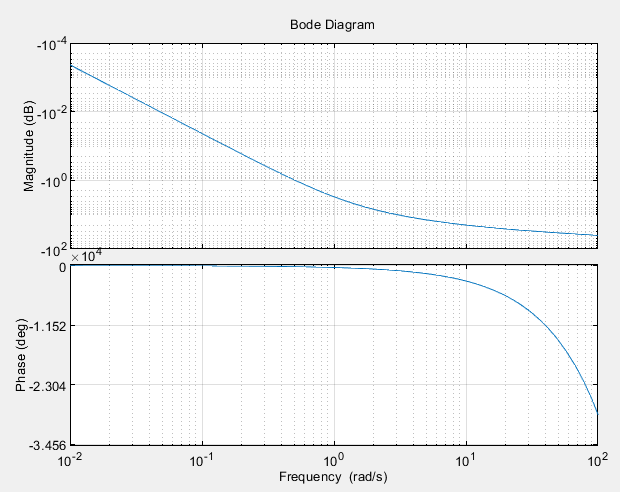 Bode Diagram
Magnitude (dB)
-10^-4
-10^-2
-10^0
-10^2
×10^4
Phase (deg)
0
-1.152
-2.304
-3.456
10^-2 10^-1 10^0 10^1 10^2
Frequency (rad/s)